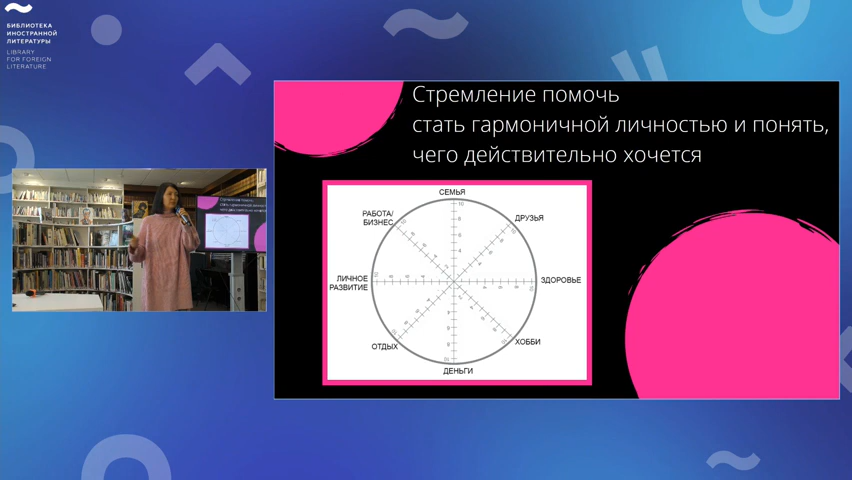 БИБЛИОТЕКА
ИНОСТРАННОЙ
ЛИТЕРАТУРЫ
LIBRARY
FOR FOREIGN
LITERATURE
Стремление помочь
стать гармоничной личностью и понять,
чего действительно хочется
СЕМЬЯ
РАБОТА/
БИЗНЕС
ДРУЗЬЯ
ЛИЧНОЕ
РАЗВИТИЕ
ЗДОРОВЬЕ
ОТДЫХ
ХОББИ
ДЕНЬГИ